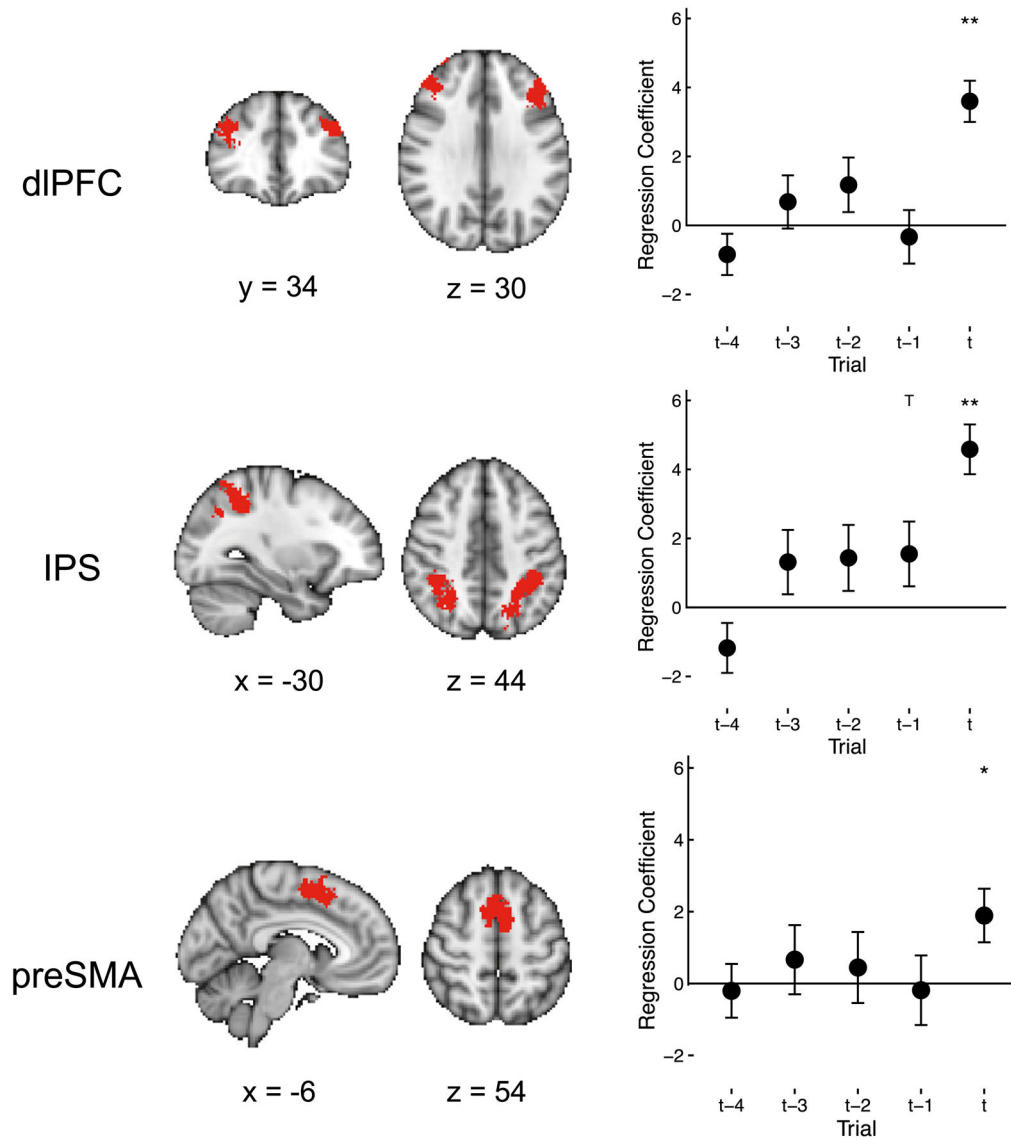 dlPFC
y = 34
z = 30
Regression Coefficient
6
4
2
0
−2
**
t−4
t−3
t−2
t−1
t
Trial
IPS
x = -30
z = 44
Regression Coefficient
6
4
2
0
−2
T
**
t−4
t−3
t−2
t−1
t
Trial
preSMA
x = -6
z = 54
Regression Coefficient
6
4
2
0
−2
*
t−4
t−3
t−2
t−1
t
Trial